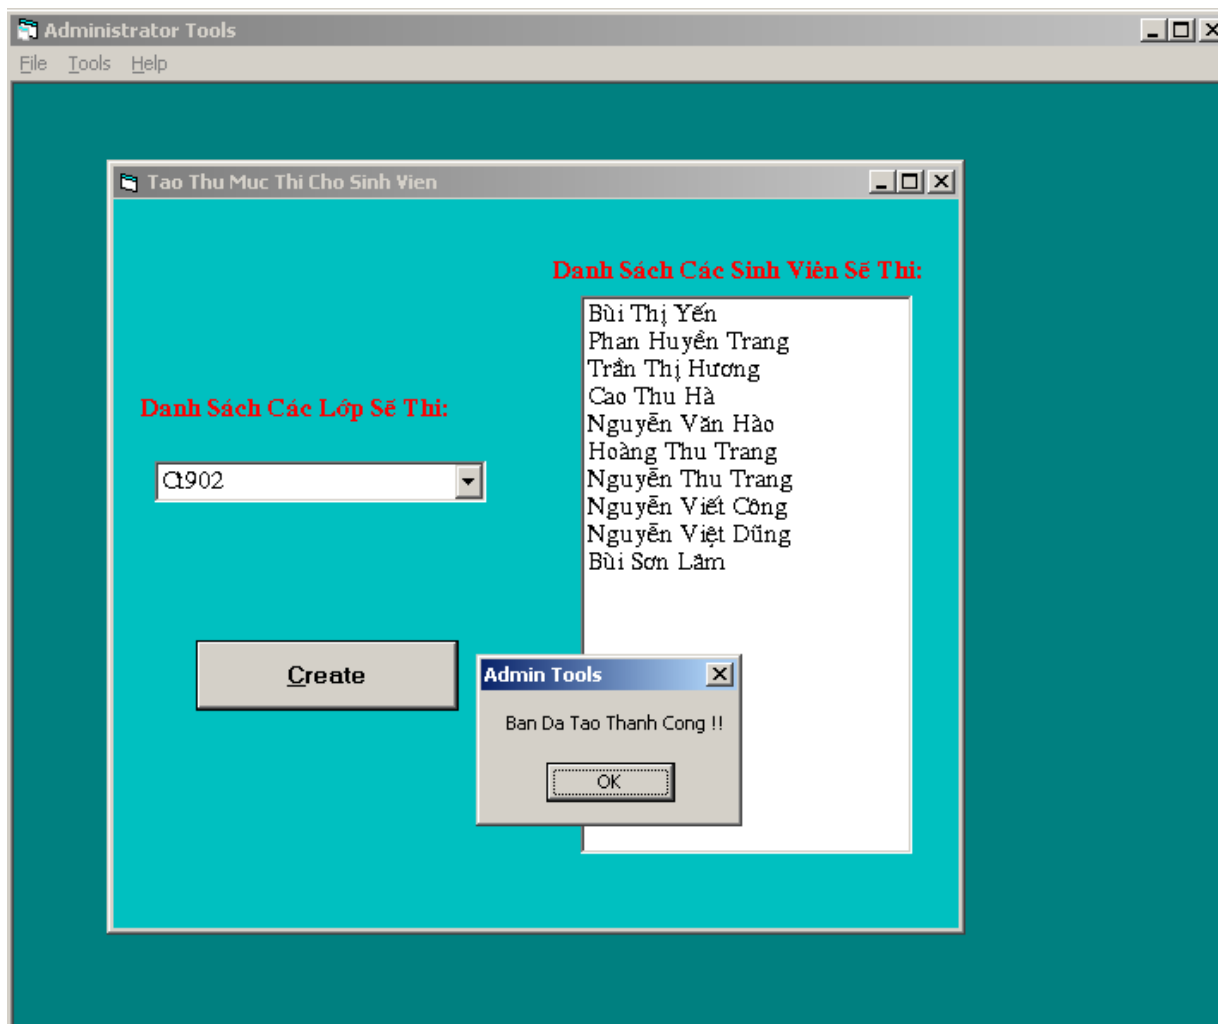 Administrator Tools
File Tools Help
Tao Thu Muc Thi Cho Sinh Vien
Danh Sách Các Sinh Viên Sẽ Thi:
Bùi Thị Yến
Phan Huyền Trang
Trần Thị Hương
Cao Thu Hà
Nguyễn Văn Hào
Hoàng Thu Trang
Nguyễn Thu Trang
Nguyễn Viết Công
Nguyễn Việt Dũng
Bùi Sơn Lâm
Danh Sách Các Lớp Sẽ Thi:
Ct902
Create
Admin Tools
Ban Da Tao Thanh Cong !!
OK